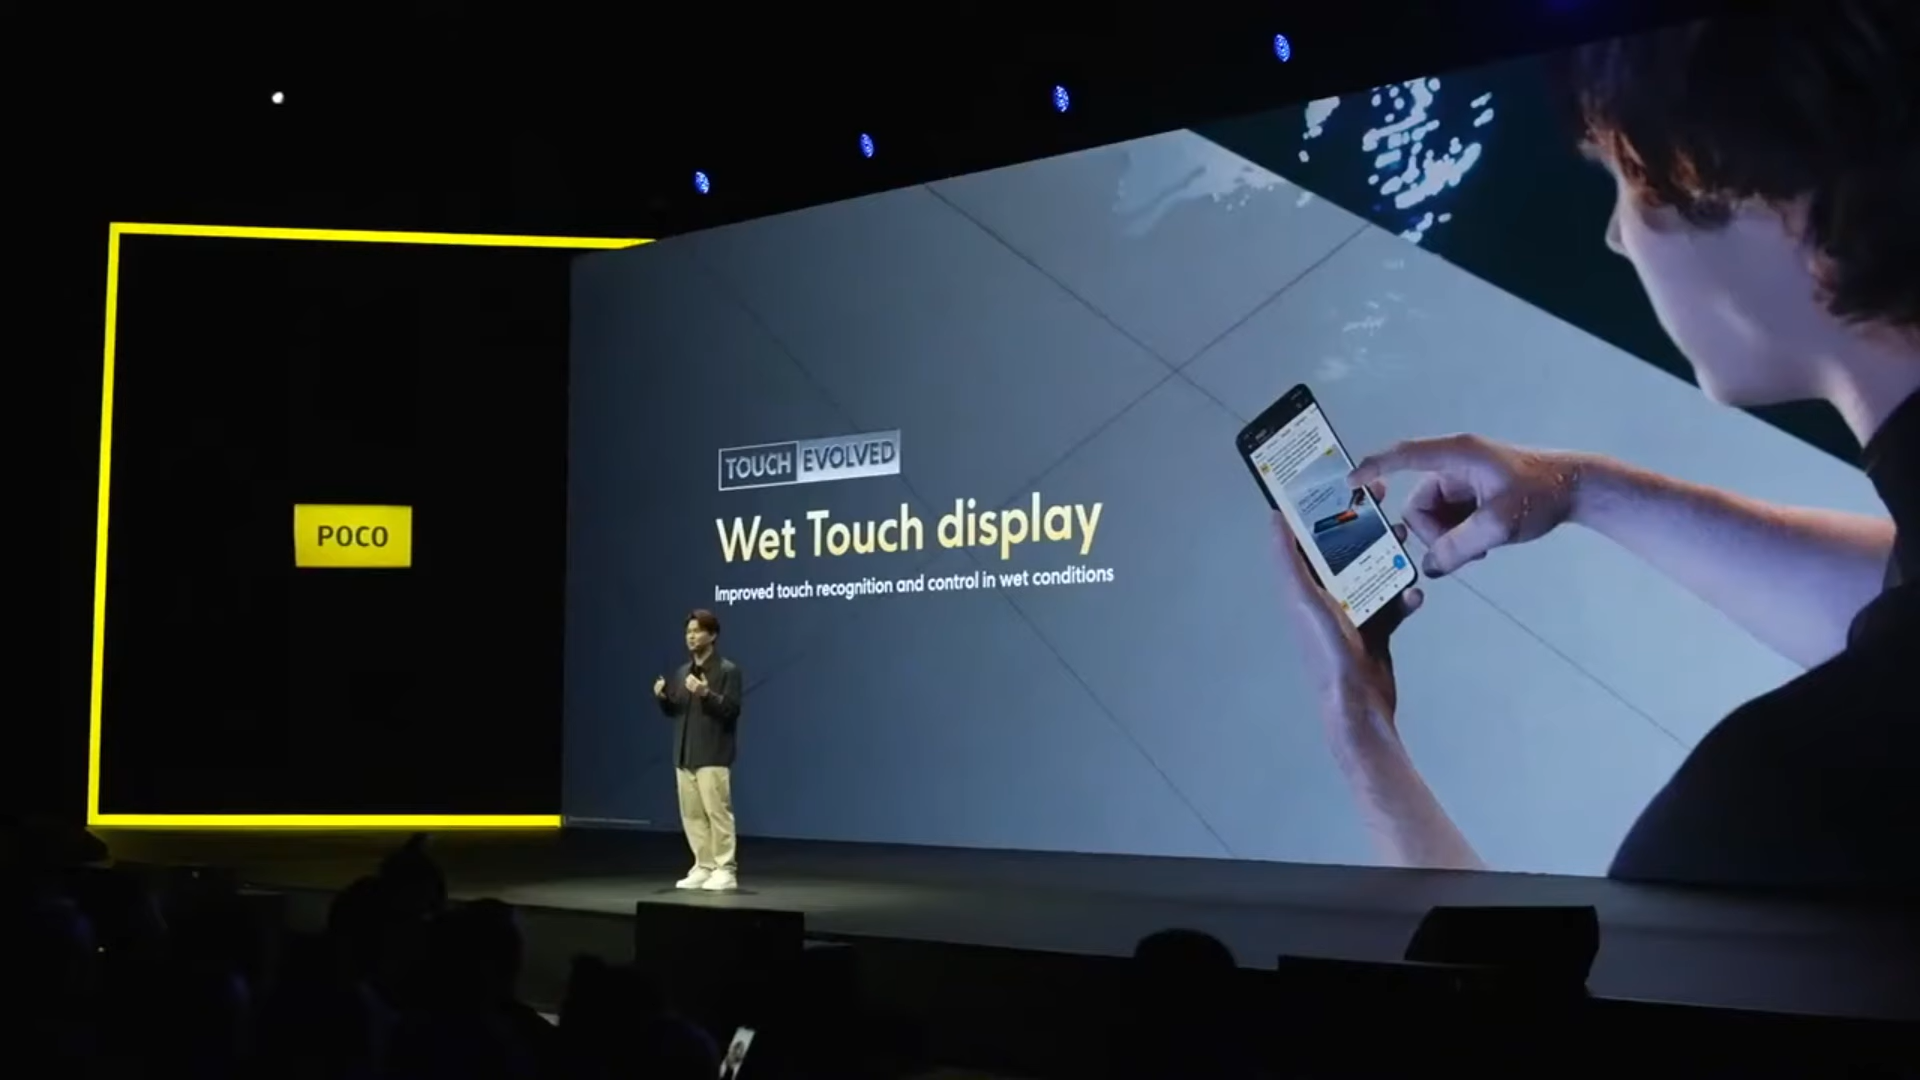 POCO
TOUCH EVOLVED
Wet Touch display
Improved touch recognition and control in wet conditions